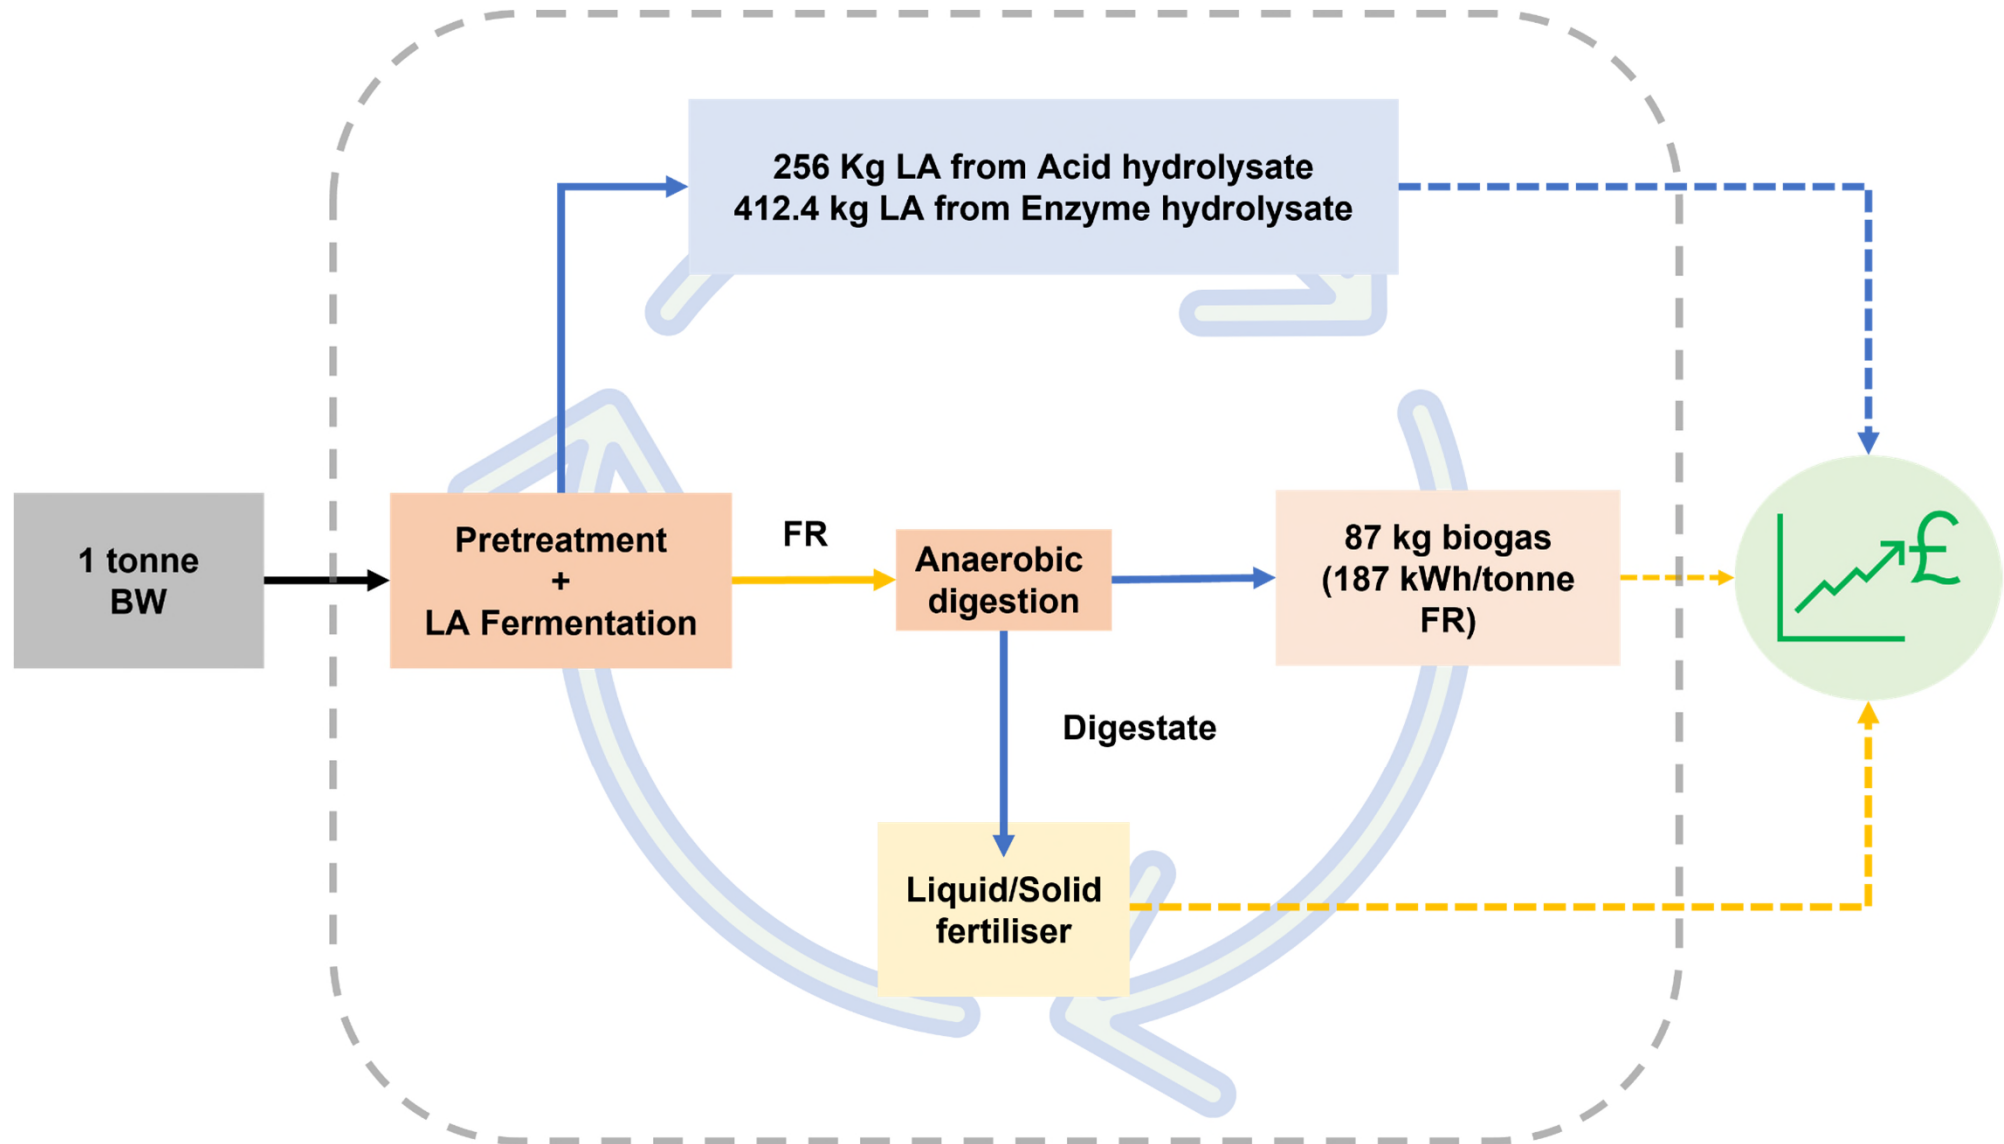 256 Kg LA from Acid hydrolysate
412.4 kg LA from Enzyme hydrolysate
1 tonne
BW
Pretreatment
+
LA Fermentation
FR
Anaerobic
digestion
87 kg biogas
(187 kWh/tonne
FR)
£
Digestate
Liquid/Solid
fertiliser